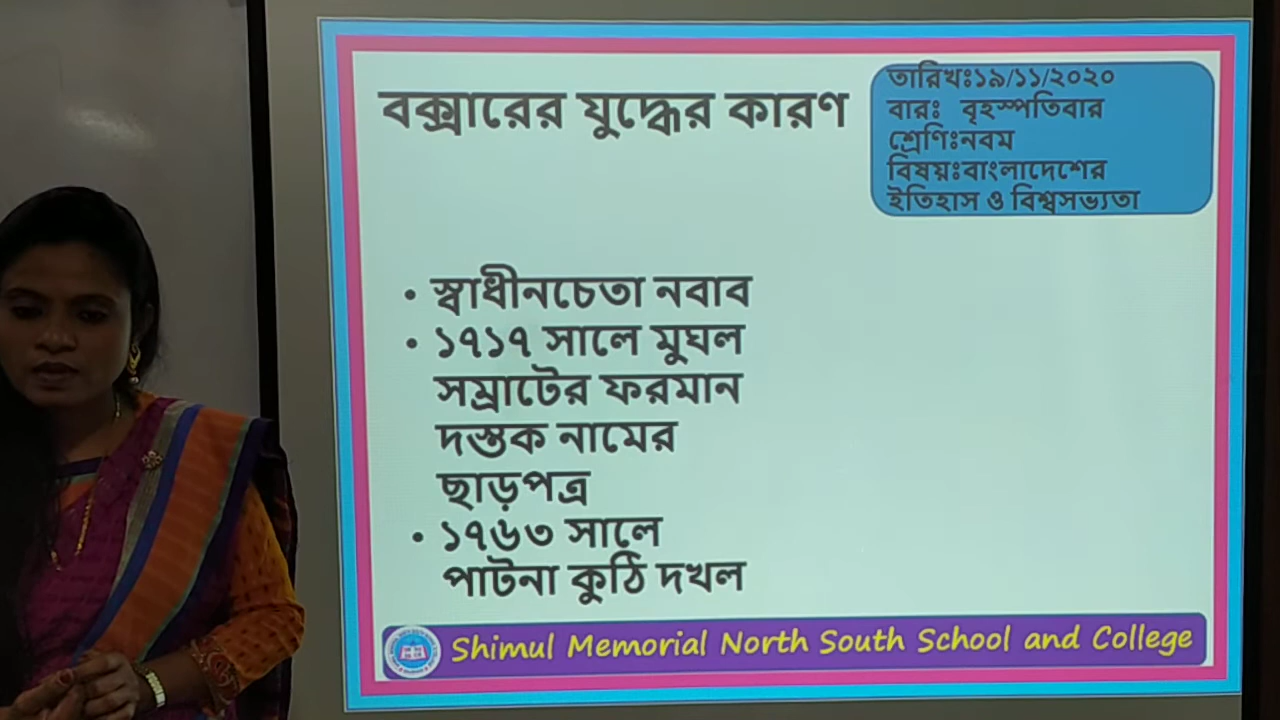 বক্সারের যুদ্ধের কারণ
তারিখঃ১৯/১১/২০২০
বারঃ বৃহস্পতিবার
শ্রেণিঃনবম
বিষয়ঃবাংলাদেশের
ইতিহাস ও বিশ্বসভ্যতা
• স্বাধীনচেতা নবাব
• ১৭১৭ সালে মুঘল
সম্রাটের ফরমান
দস্তক নামের
ছাড়পত্র
• ১৭৬৩ সালে
পাটনা কুঠি দখল
Shimul Memorial North South School and College